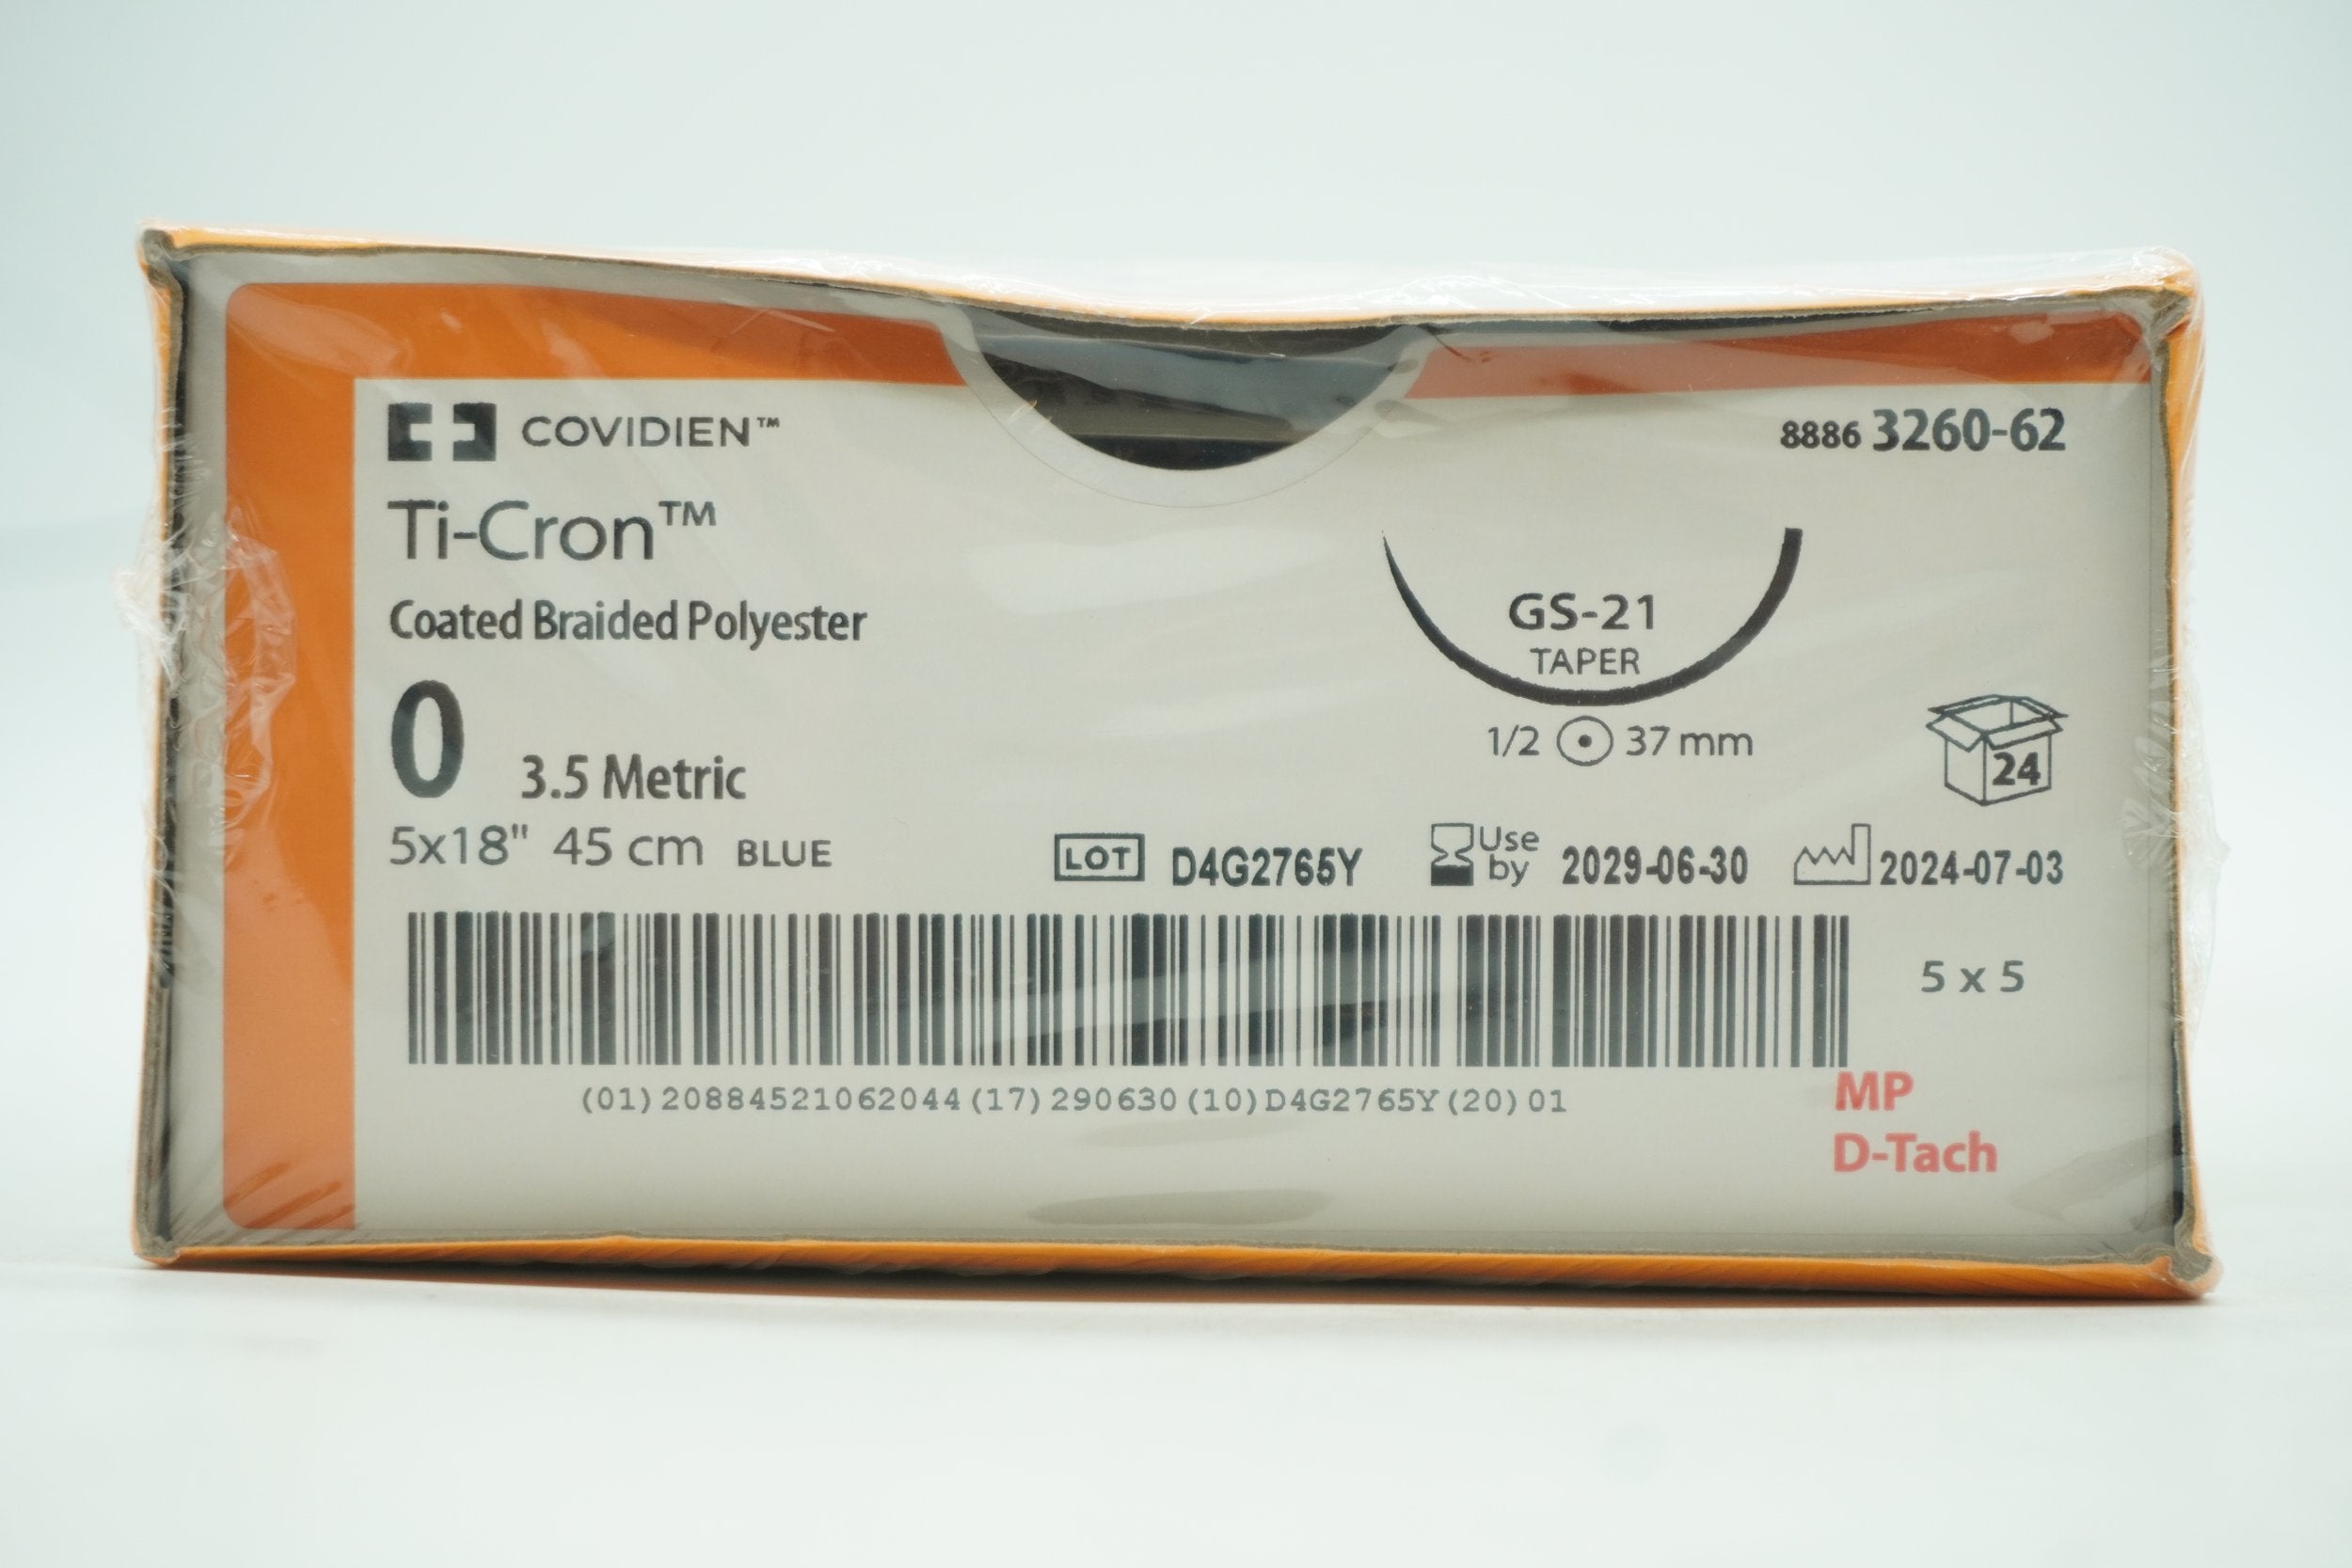 COVIDIEN™
8886 3260-62
Ti-Cron™
Coated Braided Polyester
GS-21
TAPER
1/2 37 mm
0 3.5 Metric
24
5x18" 45 cm BLUE
LOT D4G2765Y
Use by 2029-06-30
2024-07-03
5 x 5
(01)20884521062044(17)290630(10)D4G2765Y(20)01
MP
D-Tach